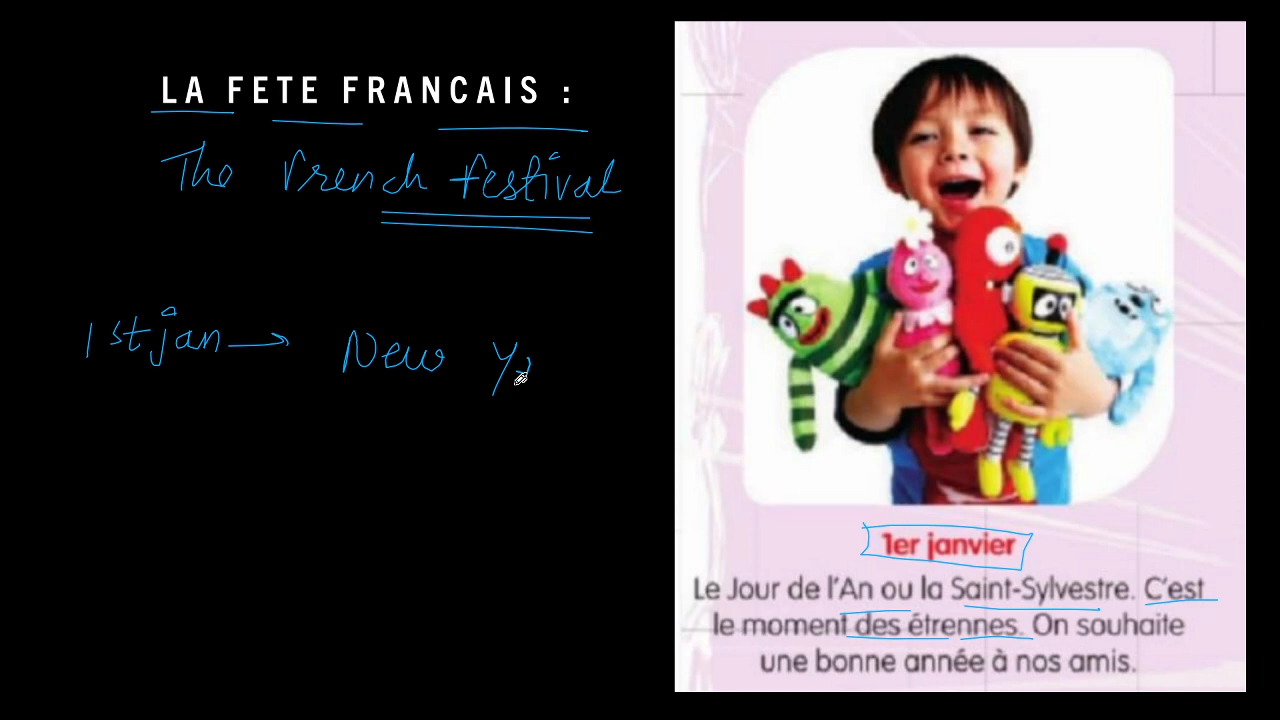 LA FETE FRANCAIS :
The French festival
1st jan → New
1er janvier
Le Jour de l'An ou la Saint-Sylvestre. C'est
le moment des étrennes. On souhaite
une bonne année à nos amis.